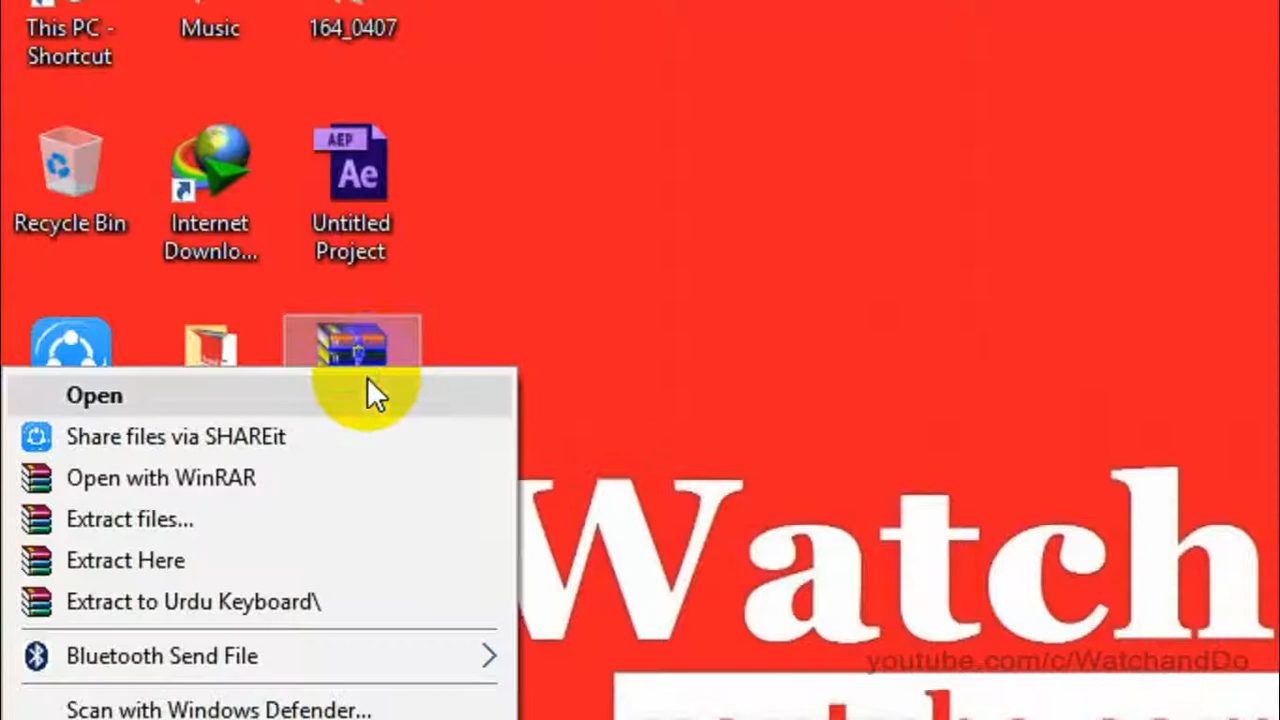 This PC -
Shortcut
Music
164_0407
AEP
Ae
Recycle Bin
Internet
Downlo...
Untitled
Project
Open
Share files via SHAREit
Open with WinRAR
Extract files...
Extract Here
Extract to Urdu Keyboard\
Bluetooth Send File
Scan with Windows Defender...
Watch
youtube.com/c/WatchandDo